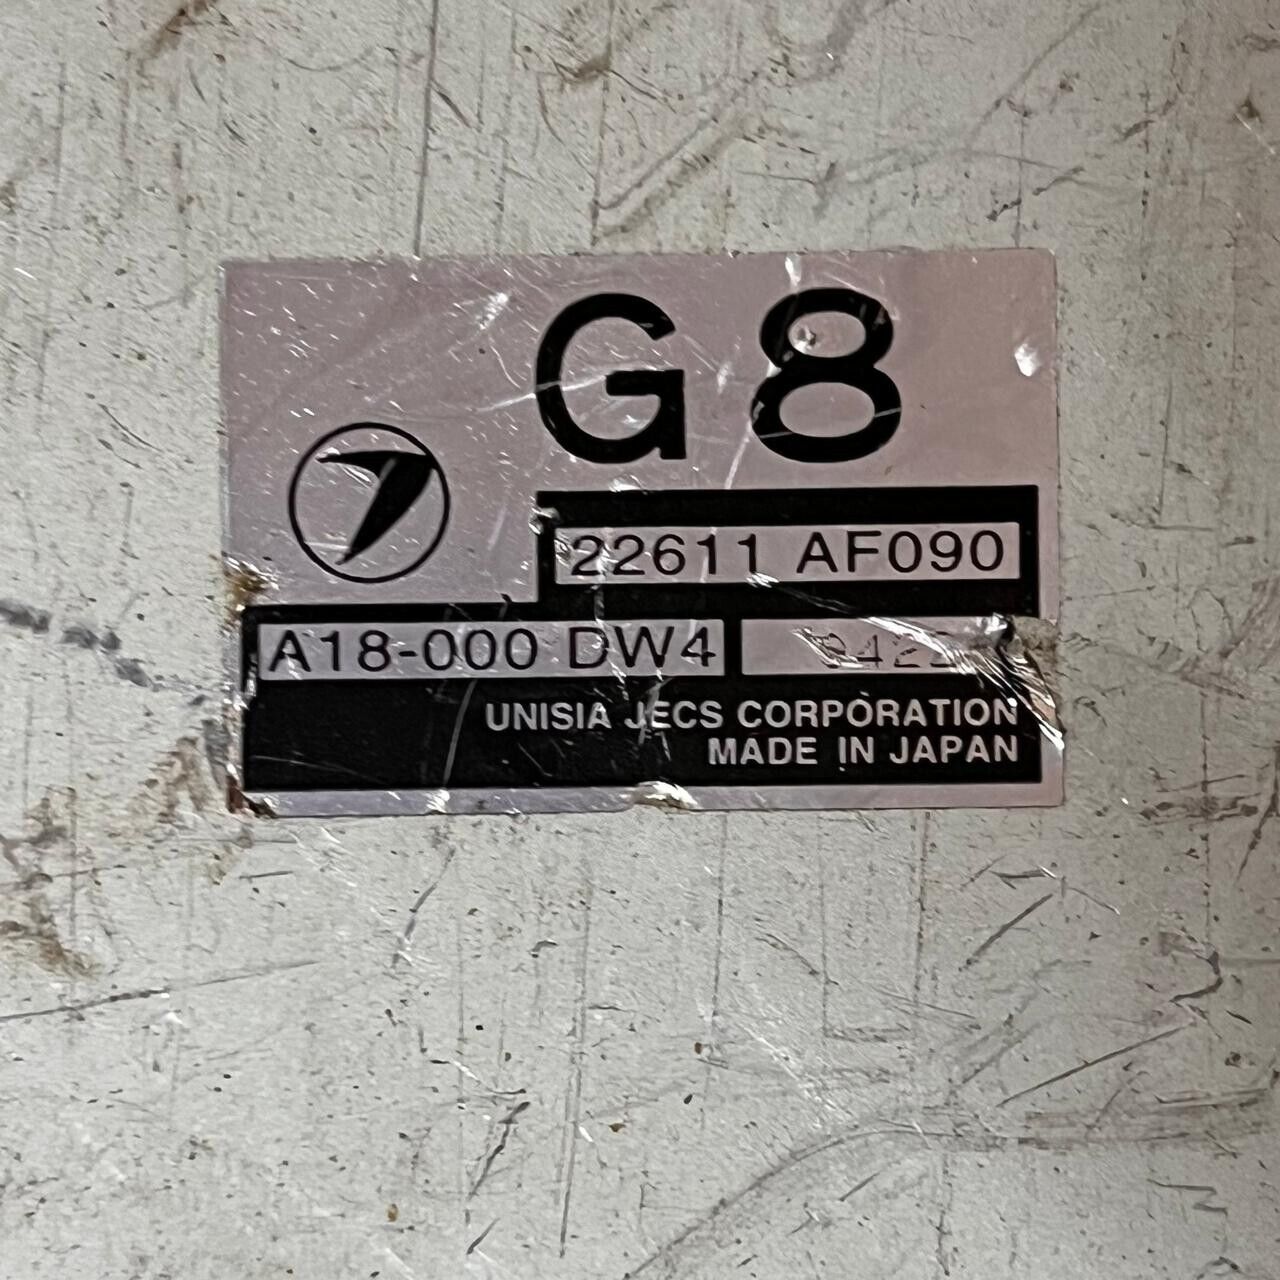 G8
22611 AF090
A18-000 DW4
UNISIA JECS CORPORATION
MADE IN JAPAN